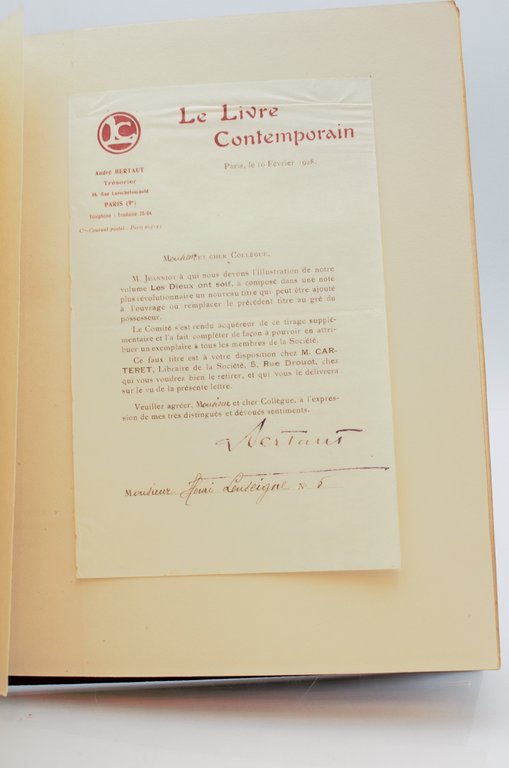 LC
Le Livre
Contemporain
André HERTAUT
Trésorier
PARIS (9e)
Paris, le 10 Février 1928.
Monsieur et cher Collègue,
M. Jeanniot à qui nous devons l'illustration de notre
volume Les Dieux ont soif, a composé dans une note
plus révolutionnaire un nouveau titre qui peut être ajouté
à l'ouvrage ou remplacer le précédent titre au gré du
possesseur.
Le Comité s'est rendu acquéreur de ce tirage supplé-
mentaire et l'a fait compléter de façon à pouvoir en attri-
buer un exemplaire à tous les membres de la Société.
Ce faux titre est à votre disposition chez M. CAR-
TERET, Libraire de la Société, 5, Rue Drouot, chez
qui vous voudrez bien le retirer, et qui vous le délivrera
sur le vu de la présente lettre.
Veuillez agréer, Monsieur et cher Collègue, à l'expres-
sion de mes très distingués et dévoués sentiments.
AHertaut
Monsieur Henri Lenseigne